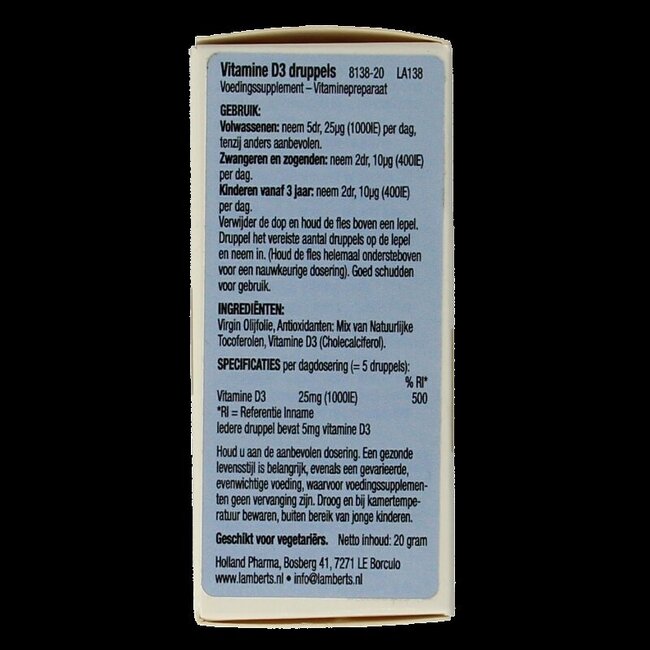 Vitamine D3 druppels 8138-20 LA138
Voedingssupplement – Vitaminepreparaat
GEBRUIK:
Volwassenen: neem 5dr, 25µg (1000IE) per dag,
tenzij anders aanbevolen.
Zwangeren en zogenden: neem 2dr, 10µg (400IE)
per dag.
Kinderen vanaf 3 jaar: neem 2dr, 10µg (400IE)
per dag.
Verwijder de dop en houd de fles boven een lepel.
Druppel het vereiste aantal druppels op de lepel
en neem in. (Houd de fles helemaal ondersteboven
voor een nauwkeurige dosering). Goed schudden
voor gebruik.
INGREDIËNTEN:
Virgin Olijfolie, Antioxidanten: Mix van Natuurlijke
Tocoferolen, Vitamine D3 (Cholecalciferol).
SPECIFICATIES per dagdosering (= 5 druppels):
% RI*
Vitamine D3 25mg (1000IE) 500
*RI = Referentie Inname
Iedere druppel bevat 5mg vitamine D3
Houd u aan de aanbevolen dosering. Een gezonde
levensstijl is belangrijk, evenals een gevarieerde,
evenwichtige voeding, waarvoor voedingssupplemen-
ten geen vervanging zijn. Droog en bij kamertempe-
ratuur bewaren, buiten bereik van jonge kinderen.
Geschikt voor vegetariërs. Netto inhoud: 20 gram
Holland Pharma, Bosberg 41, 7271 LE Borculo
www.lamberts.nl • info@lamberts.nl